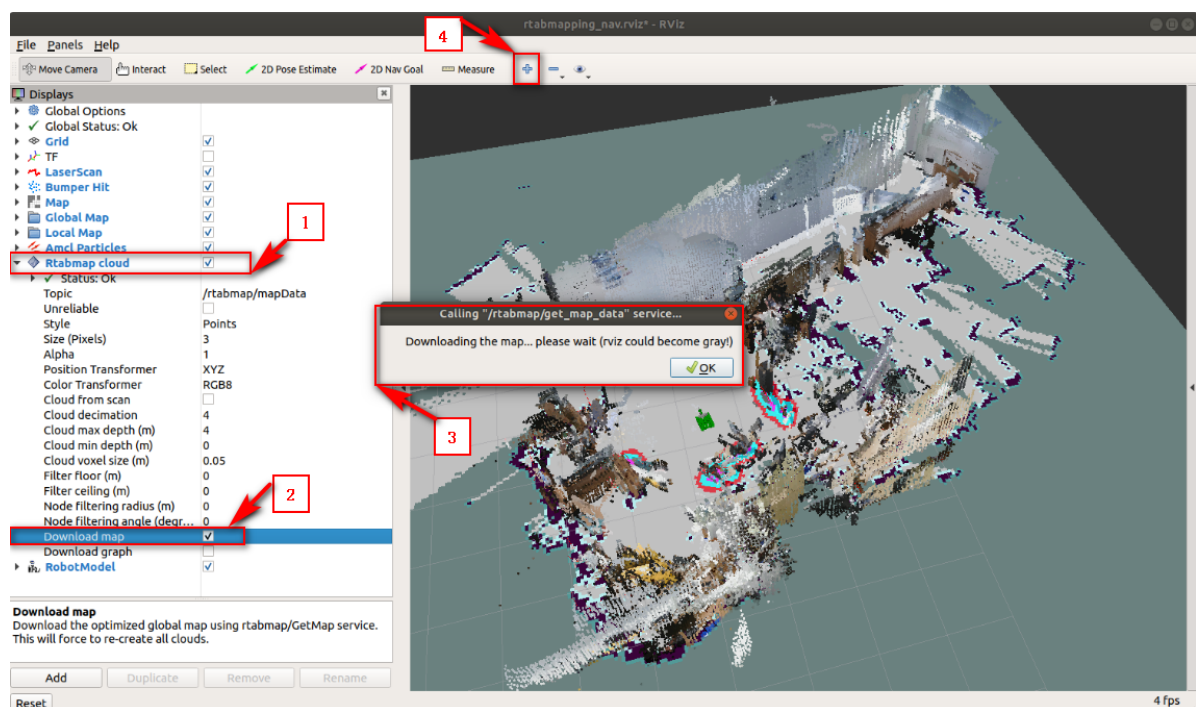 rtabmapping_nav.rviz* - RViz
4
File Panels Help
Move Camera Interact Select 2D Pose Estimate 2D Nav Goal Measure
Displays
Global Options
Global Status: Ok
Grid
TF
LaserScan
Bumper Hit
Map
Global Map
1
Local Map
Amcl Particles
Rtabmap cloud
Status: Ok
Topic /rtabmap/mapData
Unreliable
Style Points
Size (Pixels) 3
Alpha 1
Position Transformer XYZ
Color Transformer RGB8
Cloud from scan
Cloud decimation 4
Cloud max depth (m) 4
Cloud min depth (m) 0
Cloud voxel size (m) 0.05
Filter floor (m) 0
Filter ceiling (m) 0
Node filtering radius (m) 0
Node filtering angle (degr... 0
2
Download map
Download graph
RobotModel
Calling "/rtabmap/get_map_data" service...
Downloading the map... please wait (rviz could become gray!)
OK
3
Download map
Download the optimized global map using rtabmap/GetMap service.
This will force to re-create all clouds.
Add Duplicate Remove Rename
Reset
4 fps